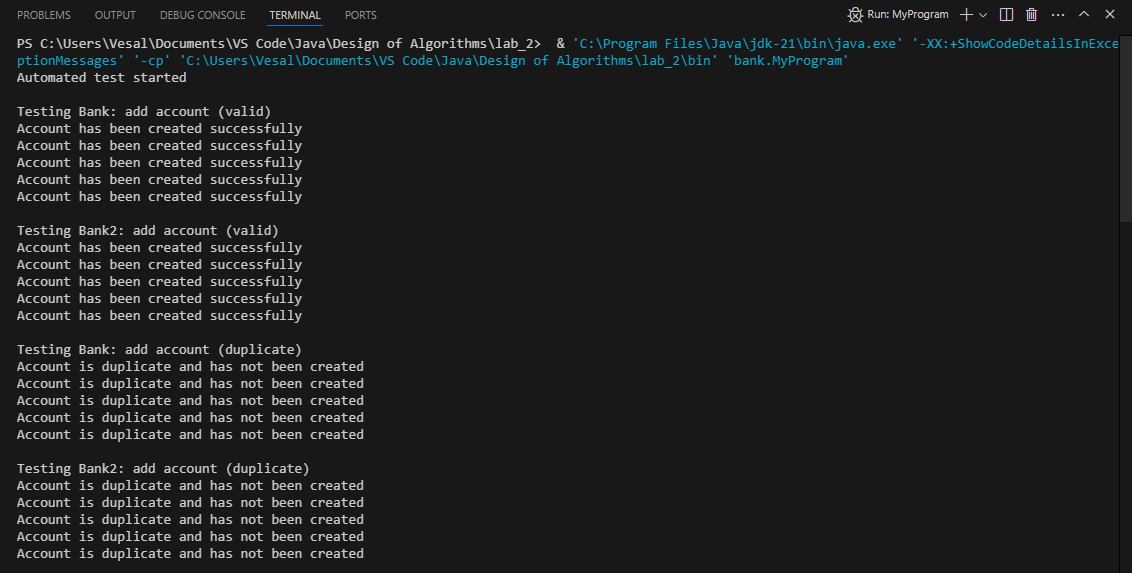 PROBLEMS OUTPUT DEBUG CONSOLE TERMINAL PORTS Run: MyProgram
PS C:\Users\Vesal\Documents\VS Code\Java\Design of Algorithms\lab_2>  & 'C:\Program Files\Java\jdk-21\bin\java.exe' '-XX:+ShowCodeDetailsInExce
ptionMessages' '-cp' 'C:\Users\Vesal\Documents\VS Code\Java\Design of Algorithms\lab_2\bin' 'bank.MyProgram'
Automated test started
Testing Bank: add account (valid)
Account has been created successfully
Account has been created successfully
Account has been created successfully
Account has been created successfully
Account has been created successfully
Testing Bank2: add account (valid)
Account has been created successfully
Account has been created successfully
Account has been created successfully
Account has been created successfully
Account has been created successfully
Testing Bank: add account (duplicate)
Account is duplicate and has not been created
Account is duplicate and has not been created
Account is duplicate and has not been created
Account is duplicate and has not been created
Account is duplicate and has not been created
Testing Bank2: add account (duplicate)
Account is duplicate and has not been created
Account is duplicate and has not been created
Account is duplicate and has not been created
Account is duplicate and has not been created
Account is duplicate and has not been created